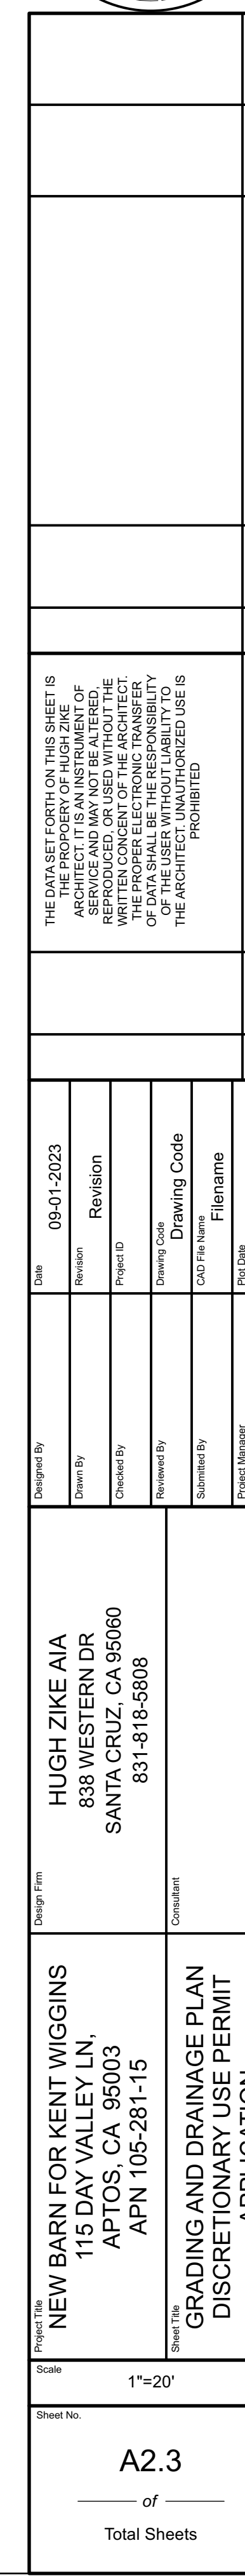 THE DATA SET FORTH ON THIS SHEET IS
THE PROPOERY OF HUGH ZIKE
ARCHITECT. IT IS AN INSTRUMENT OF
SERVICE AND MAY NOT BE ALTERED,
REPRODUCED, OR USED WITHOUT THE
WRITTEN CONCENT OF THE ARCHITECT.
THE PROPER ELECTRONIC TRANSFER
OF DATA SHALL BE THE RESPONSIBILITY
OF THE USER WITHOUT LIABILITY TO
THE ARCHITECT. UNAUTHORIZED USE IS
PROHIBITED
Date
09-01-2023
Revision
Revision
Project ID
Drawing Code
Drawing Code
CAD File Name
Filename
Plot Date
Designed By
Drawn By
Checked By
Reviewed By
Submitted By
Project Manager
Design Firm
HUGH ZIKE AIA
838 WESTERN DR
SANTA CRUZ, CA 95060
831-818-5808
Consultant
Project Title
NEW BARN FOR KENT WIGGINS
115 DAY VALLEY LN,
APTOS, CA 95003
APN 105-281-15
Sheet Title
GRADING AND DRAINAGE PLAN
DISCRETIONARY USE PERMIT
APPLICATION
Scale
1"=20'
Sheet No.
A2.3
of
Total Sheets